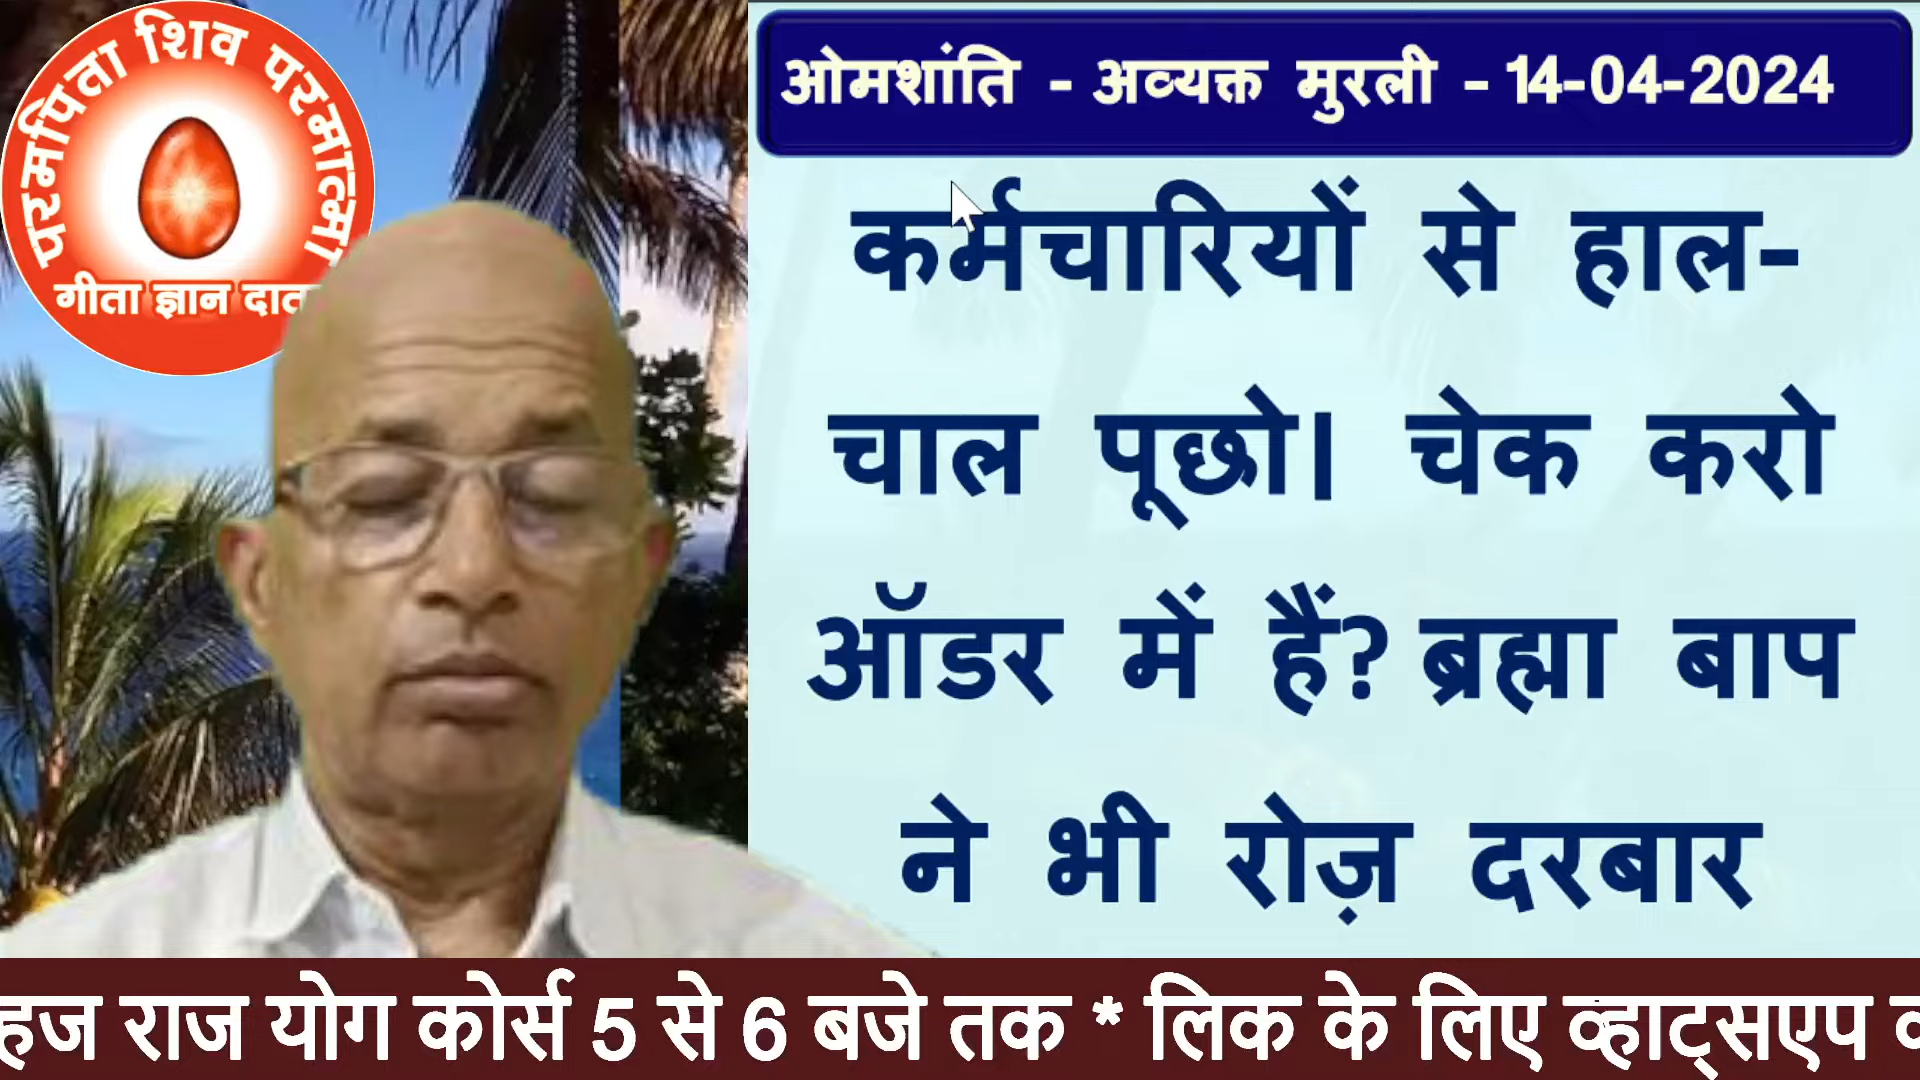 परमपिता शिव परमात्मा
गीता ज्ञान
ओमशांति - अव्यक्त मुरली - 14-04-2024
कर्मचारियों से हाल-
चाल पूछो। चेक करो
ऑडर में हैं? ब्रह्मा बाप
ने भी रोज़ दरबार
राज योग कोर्स 5 से 6 बजे तक * लिंक के लिए व्हाट्सएप